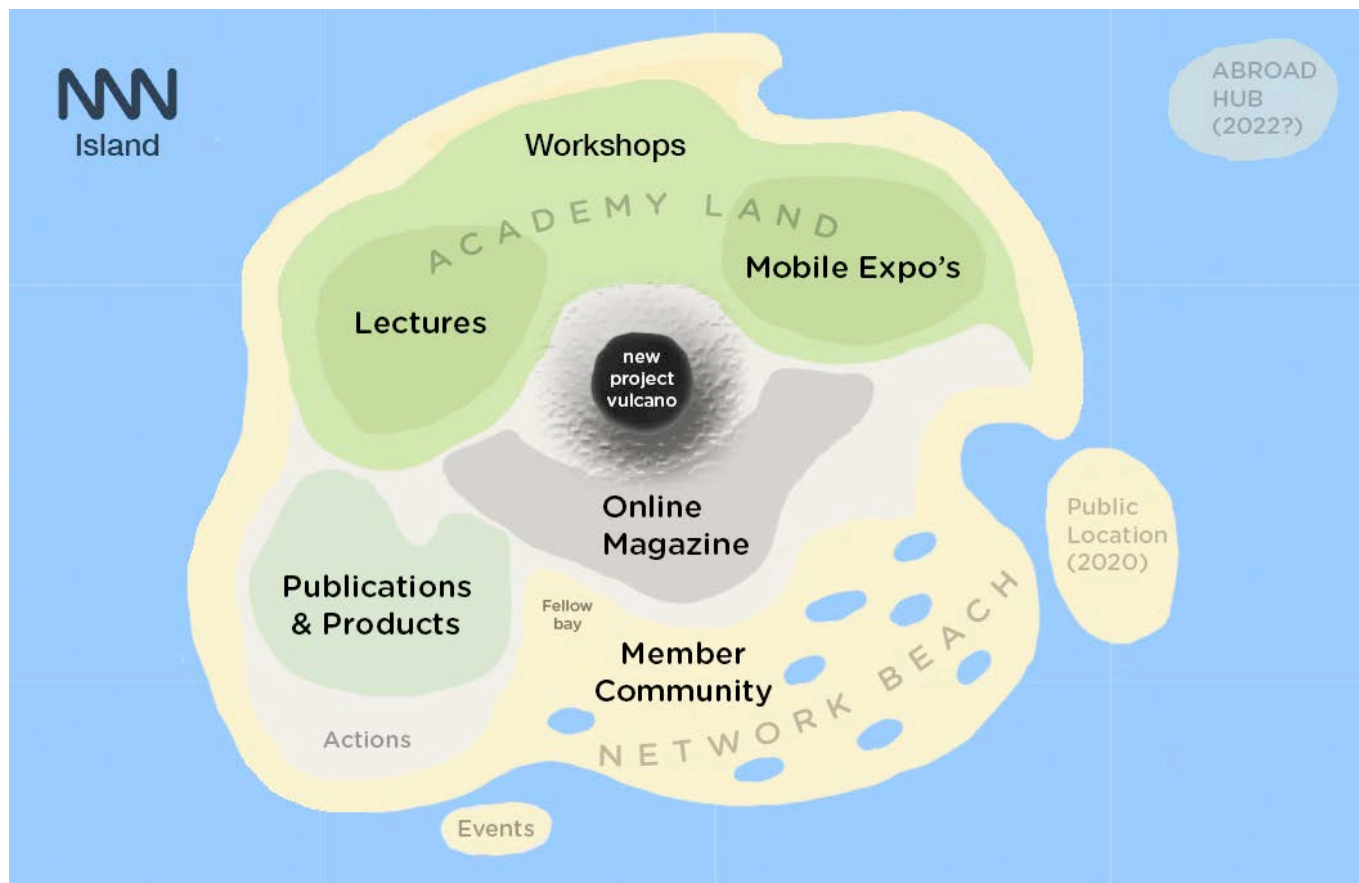 NNN
Island
ABROAD
HUB
(2022?)
Workshops
ACADEMY LAND
Mobile Expo's
Lectures
new
project
vulcano
Online
Magazine
Public
Location
(2020)
Publications
& Products
Fellow
bay
Member
Community
NETWORK BEACH
Actions
Events